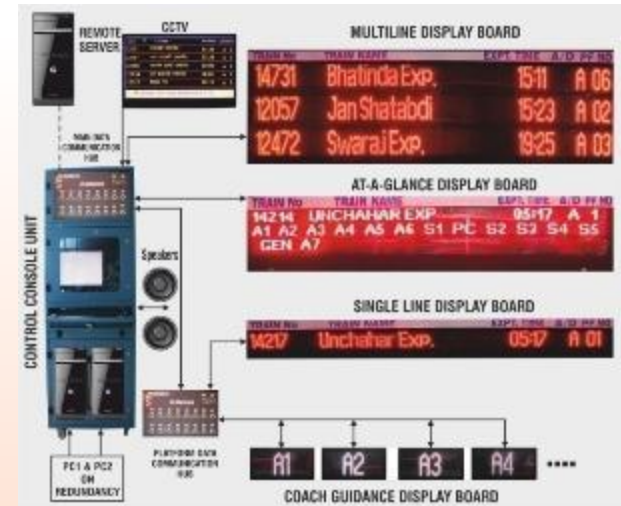 REMOTE
SERVER
CCTV
MULTILINE DISPLAY BOARD
TRAIN No TRAIN NAME EXPT. TIME A/D PF NO
14731 Bhatinda Exp. 15:11 A 06
12057 Jan Shatabdi 15:23 A 02
12472 Swaraj Exp. 19:25 A 03
MAIN DATA
COMMUNICATION
HUB
AT-A-GLANCE DISPLAY BOARD
TRAIN No TRAIN NAME EXPT. TIME A/D PF NO
14214 UNCHAHAR EXP 05:17 A 1
A1 A2 A3 A4 A5 A6 S1 PC S2 S3 S4 S5
GEN A7
CONTROL CONSOLE UNIT
Speakers
SINGLE LINE DISPLAY BOARD
TRAIN No TRAIN NAME EXPT. TIME A/D PF NO
14217 Unchahar Exp. 05:17 A 01
PLATFORM DATA
COMMUNICATION
HUB
A1 A2 A3 A4
PC1 & PC2
ON
REDUNDANCY
COACH GUIDANCE DISPLAY BOARD